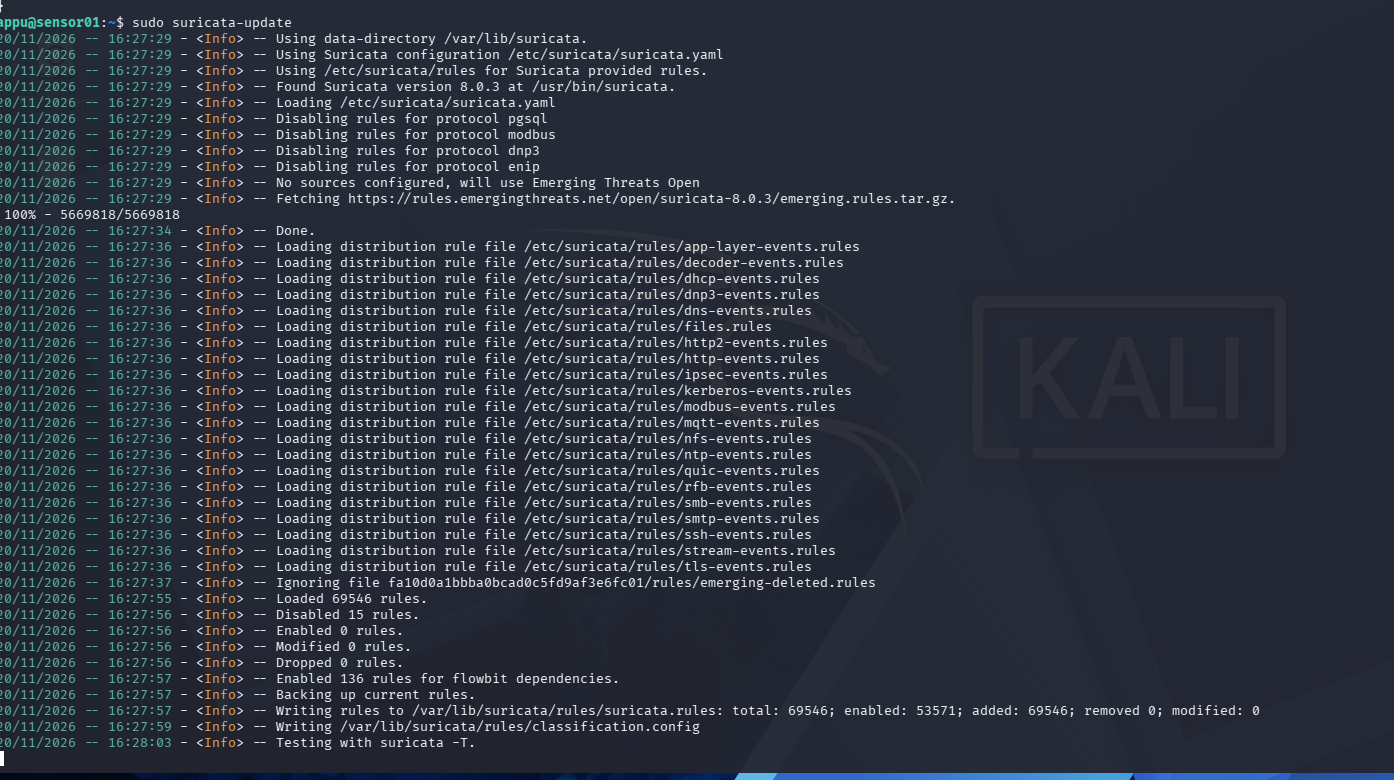 }
appu@sensor01:~$ sudo suricata-update
20/11/2026 -- 16:27:29 - <Info> -- Using data-directory /var/lib/suricata.
20/11/2026 -- 16:27:29 - <Info> -- Using Suricata configuration /etc/suricata/suricata.yaml
20/11/2026 -- 16:27:29 - <Info> -- Using /etc/suricata/rules for Suricata provided rules.
20/11/2026 -- 16:27:29 - <Info> -- Found Suricata version 8.0.3 at /usr/bin/suricata.
20/11/2026 -- 16:27:29 - <Info> -- Loading /etc/suricata/suricata.yaml
20/11/2026 -- 16:27:29 - <Info> -- Disabling rules for protocol pgsql
20/11/2026 -- 16:27:29 - <Info> -- Disabling rules for protocol modbus
20/11/2026 -- 16:27:29 - <Info> -- Disabling rules for protocol dnp3
20/11/2026 -- 16:27:29 - <Info> -- Disabling rules for protocol enip
20/11/2026 -- 16:27:29 - <Info> -- No sources configured, will use Emerging Threats Open
20/11/2026 -- 16:27:29 - <Info> -- Fetching https://rules.emergingthreats.net/open/suricata-8.0.3/emerging.rules.tar.gz.
100% - 5669818/5669818
20/11/2026 -- 16:27:34 - <Info> -- Done.
20/11/2026 -- 16:27:36 - <Info> -- Loading distribution rule file /etc/suricata/rules/app-layer-events.rules
20/11/2026 -- 16:27:36 - <Info> -- Loading distribution rule file /etc/suricata/rules/decoder-events.rules
20/11/2026 -- 16:27:36 - <Info> -- Loading distribution rule file /etc/suricata/rules/dhcp-events.rules
20/11/2026 -- 16:27:36 - <Info> -- Loading distribution rule file /etc/suricata/rules/dnp3-events.rules
20/11/2026 -- 16:27:36 - <Info> -- Loading distribution rule file /etc/suricata/rules/dns-events.rules
20/11/2026 -- 16:27:36 - <Info> -- Loading distribution rule file /etc/suricata/rules/files.rules
20/11/2026 -- 16:27:36 - <Info> -- Loading distribution rule file /etc/suricata/rules/http2-events.rules
20/11/2026 -- 16:27:36 - <Info> -- Loading distribution rule file /etc/suricata/rules/http-events.rules
20/11/2026 -- 16:27:36 - <Info> -- Loading distribution rule file /etc/suricata/rules/ipsec-events.rules
20/11/2026 -- 16:27:36 - <Info> -- Loading distribution rule file /etc/suricata/rules/kerberos-events.rules
20/11/2026 -- 16:27:36 - <Info> -- Loading distribution rule file /etc/suricata/rules/modbus-events.rules
20/11/2026 -- 16:27:36 - <Info> -- Loading distribution rule file /etc/suricata/rules/mqtt-events.rules
20/11/2026 -- 16:27:36 - <Info> -- Loading distribution rule file /etc/suricata/rules/nfs-events.rules
20/11/2026 -- 16:27:36 - <Info> -- Loading distribution rule file /etc/suricata/rules/ntp-events.rules
20/11/2026 -- 16:27:36 - <Info> -- Loading distribution rule file /etc/suricata/rules/quic-events.rules
20/11/2026 -- 16:27:36 - <Info> -- Loading distribution rule file /etc/suricata/rules/rfb-events.rules
20/11/2026 -- 16:27:36 - <Info> -- Loading distribution rule file /etc/suricata/rules/smb-events.rules
20/11/2026 -- 16:27:36 - <Info> -- Loading distribution rule file /etc/suricata/rules/smtp-events.rules
20/11/2026 -- 16:27:36 - <Info> -- Loading distribution rule file /etc/suricata/rules/ssh-events.rules
20/11/2026 -- 16:27:36 - <Info> -- Loading distribution rule file /etc/suricata/rules/stream-events.rules
20/11/2026 -- 16:27:36 - <Info> -- Loading distribution rule file /etc/suricata/rules/tls-events.rules
20/11/2026 -- 16:27:37 - <Info> -- Ignoring file fa10d0a1bbba0bcad0c5fd9af3e6fc01/rules/emerging-deleted.rules
20/11/2026 -- 16:27:55 - <Info> -- Loaded 69546 rules.
20/11/2026 -- 16:27:56 - <Info> -- Disabled 15 rules.
20/11/2026 -- 16:27:56 - <Info> -- Enabled 0 rules.
20/11/2026 -- 16:27:56 - <Info> -- Modified 0 rules.
20/11/2026 -- 16:27:56 - <Info> -- Dropped 0 rules.
20/11/2026 -- 16:27:57 - <Info> -- Enabled 136 rules for flowbit dependencies.
20/11/2026 -- 16:27:57 - <Info> -- Backing up current rules.
20/11/2026 -- 16:27:57 - <Info> -- Writing rules to /var/lib/suricata/rules/suricata.rules: total: 69546; enabled: 53571; added: 69546; removed 0; modified: 0
20/11/2026 -- 16:27:59 - <Info> -- Writing /var/lib/suricata/rules/classification.config
20/11/2026 -- 16:28:03 - <Info> -- Testing with suricata -T.
KALI